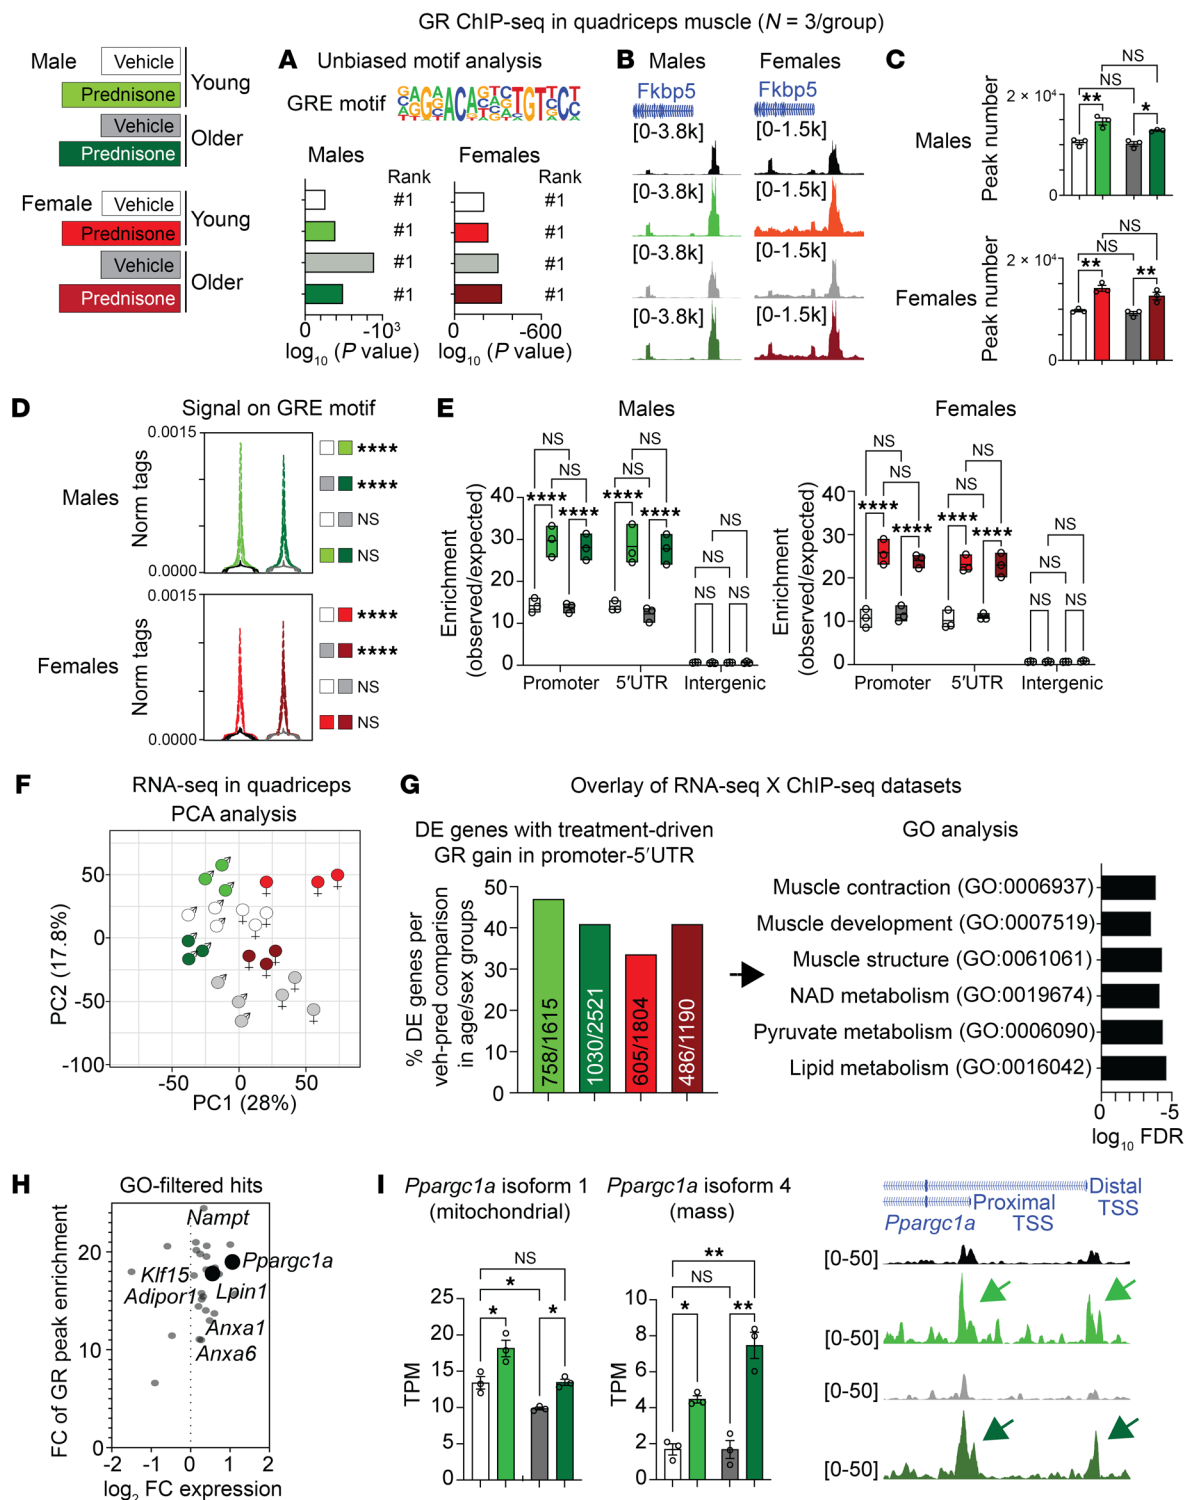 GR ChIP-seq in quadriceps muscle (N = 3/group)
Male
Vehicle
Prednisone
Young
Vehicle
Prednisone
Older
Female
Vehicle
Prednisone
Young
Vehicle
Prednisone
Older
A Unbiased motif analysis
GRE motif
Males
Females
Rank
Rank
#1
#1
#1
#1
#1
#1
#1
#1
0 -10³
log10 (P value)
0 -600
log10 (P value)
B Males Females
Fkbp5 Fkbp5
[0-3.8k] [0-1.5k]
[0-3.8k] [0-1.5k]
[0-3.8k] [0-1.5k]
[0-3.8k] [0-1.5k]
C
Males
Peak number
2 × 10⁴
0
NS
NS
** *
Females
Peak number
2 × 10⁴
0
NS
NS
** **
D Signal on GRE motif
Males
Norm tags
0.0015
0.0000
****
****
NS
NS
Females
Norm tags
0.0015
0.0000
****
****
NS
NS
E Males Females
Enrichment
(observed/expected)
40
30
20
10
0
NS NS
NS NS
**** ****
**** ****
NS
NS
NS NS
Promoter 5′UTR Intergenic
Enrichment
(observed/expected)
40
30
20
10
0
NS NS
NS NS
**** ****
**** ****
NS
NS
NS NS
Promoter 5′UTR Intergenic
F RNA-seq in quadriceps
PCA analysis
PC2 (17.8%)
50
0
-50
-100
-50 0 50
PC1 (28%)
G Overlay of RNA-seq X ChIP-seq datasets
DE genes with treatment-driven
GR gain in promoter-5′UTR
% DE genes per
veh-pred comparison
in age/sex groups
50
40
30
20
10
0
758/1615
1030/2521
605/1804
486/1190
GO analysis
Muscle contraction (GO:0006937)
Muscle development (GO:0007519)
Muscle structure (GO:0061061)
NAD metabolism (GO:0019674)
Pyruvate metabolism (GO:0006090)
Lipid metabolism (GO:0016042)
0 -5
log10 FDR
H GO-filtered hits
FC of GR peak enrichment
20
10
0
Nampt
Ppargc1a
Klf15
Adipor1
Lpin1
Anxa1
Anxa6
-2 -1 0 1 2
log2 FC expression
I Ppargc1a isoform 1
(mitochondrial)
TPM
25
20
15
10
5
0
NS
*
* *
Ppargc1a isoform 4
(mass)
TPM
10
8
6
4
2
0
**
NS
* **
Distal
TSS
Proximal
TSS
Ppargc1a
[0-50]
[0-50]
[0-50]
[0-50]